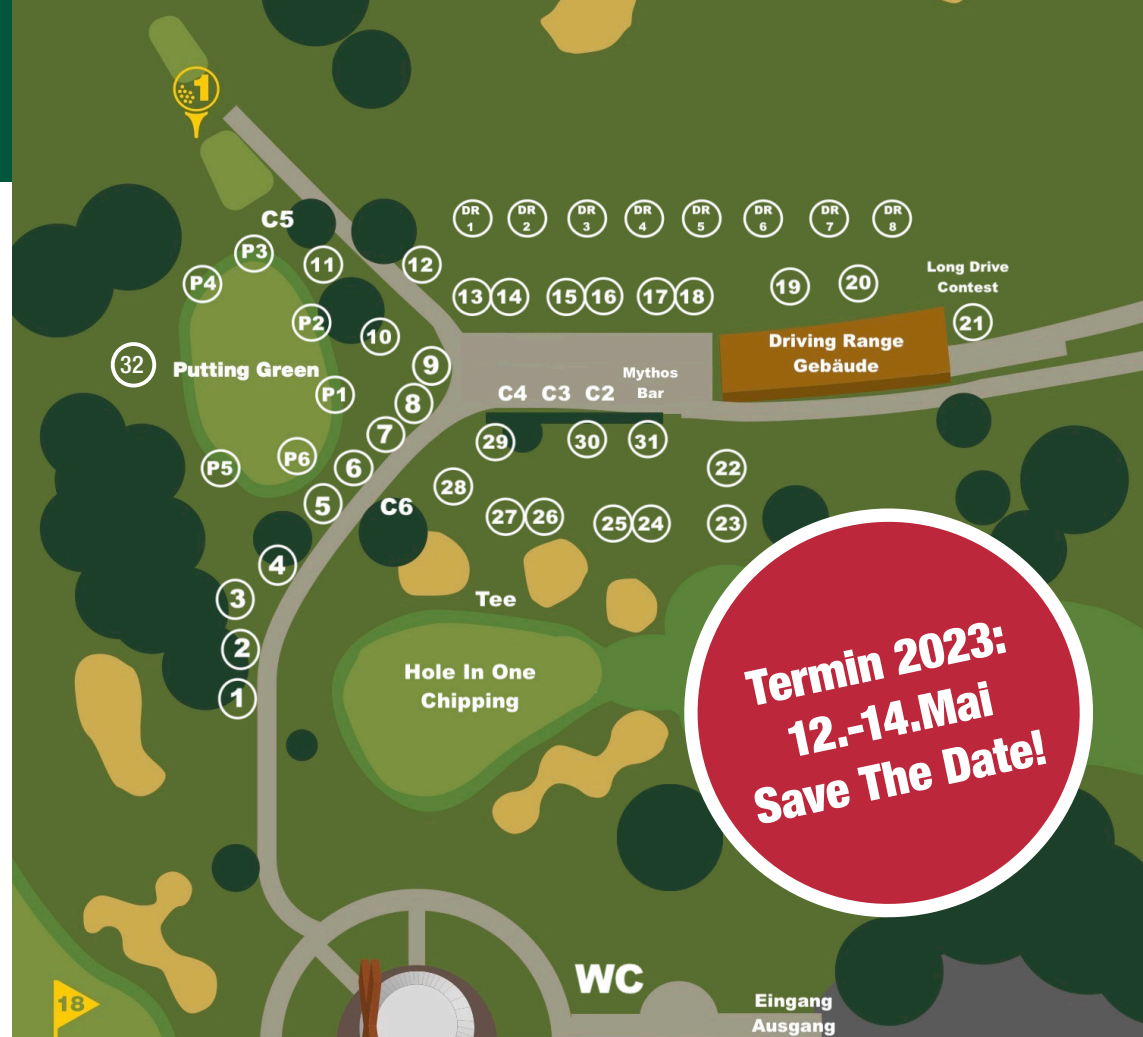 1
C5
DR 1
DR 2
DR 3
DR 4
DR 5
DR 6
DR 7
DR 8
P3
P4
11
12
Long Drive
Contest
13
14
15
16
17
18
19
20
21
P2
10
32
Putting Green
9
Driving Range
Gebäude
P1
8
C4
C3
C2
Mythos
Bar
7
29
30
31
P5
P6
6
22
28
5
C6
27
26
25
24
23
4
3
Tee
2
Hole In One
Chipping
1
Termin 2023:
12.-14.Mai
Save The Date!
WC
18
Eingang
Ausgang